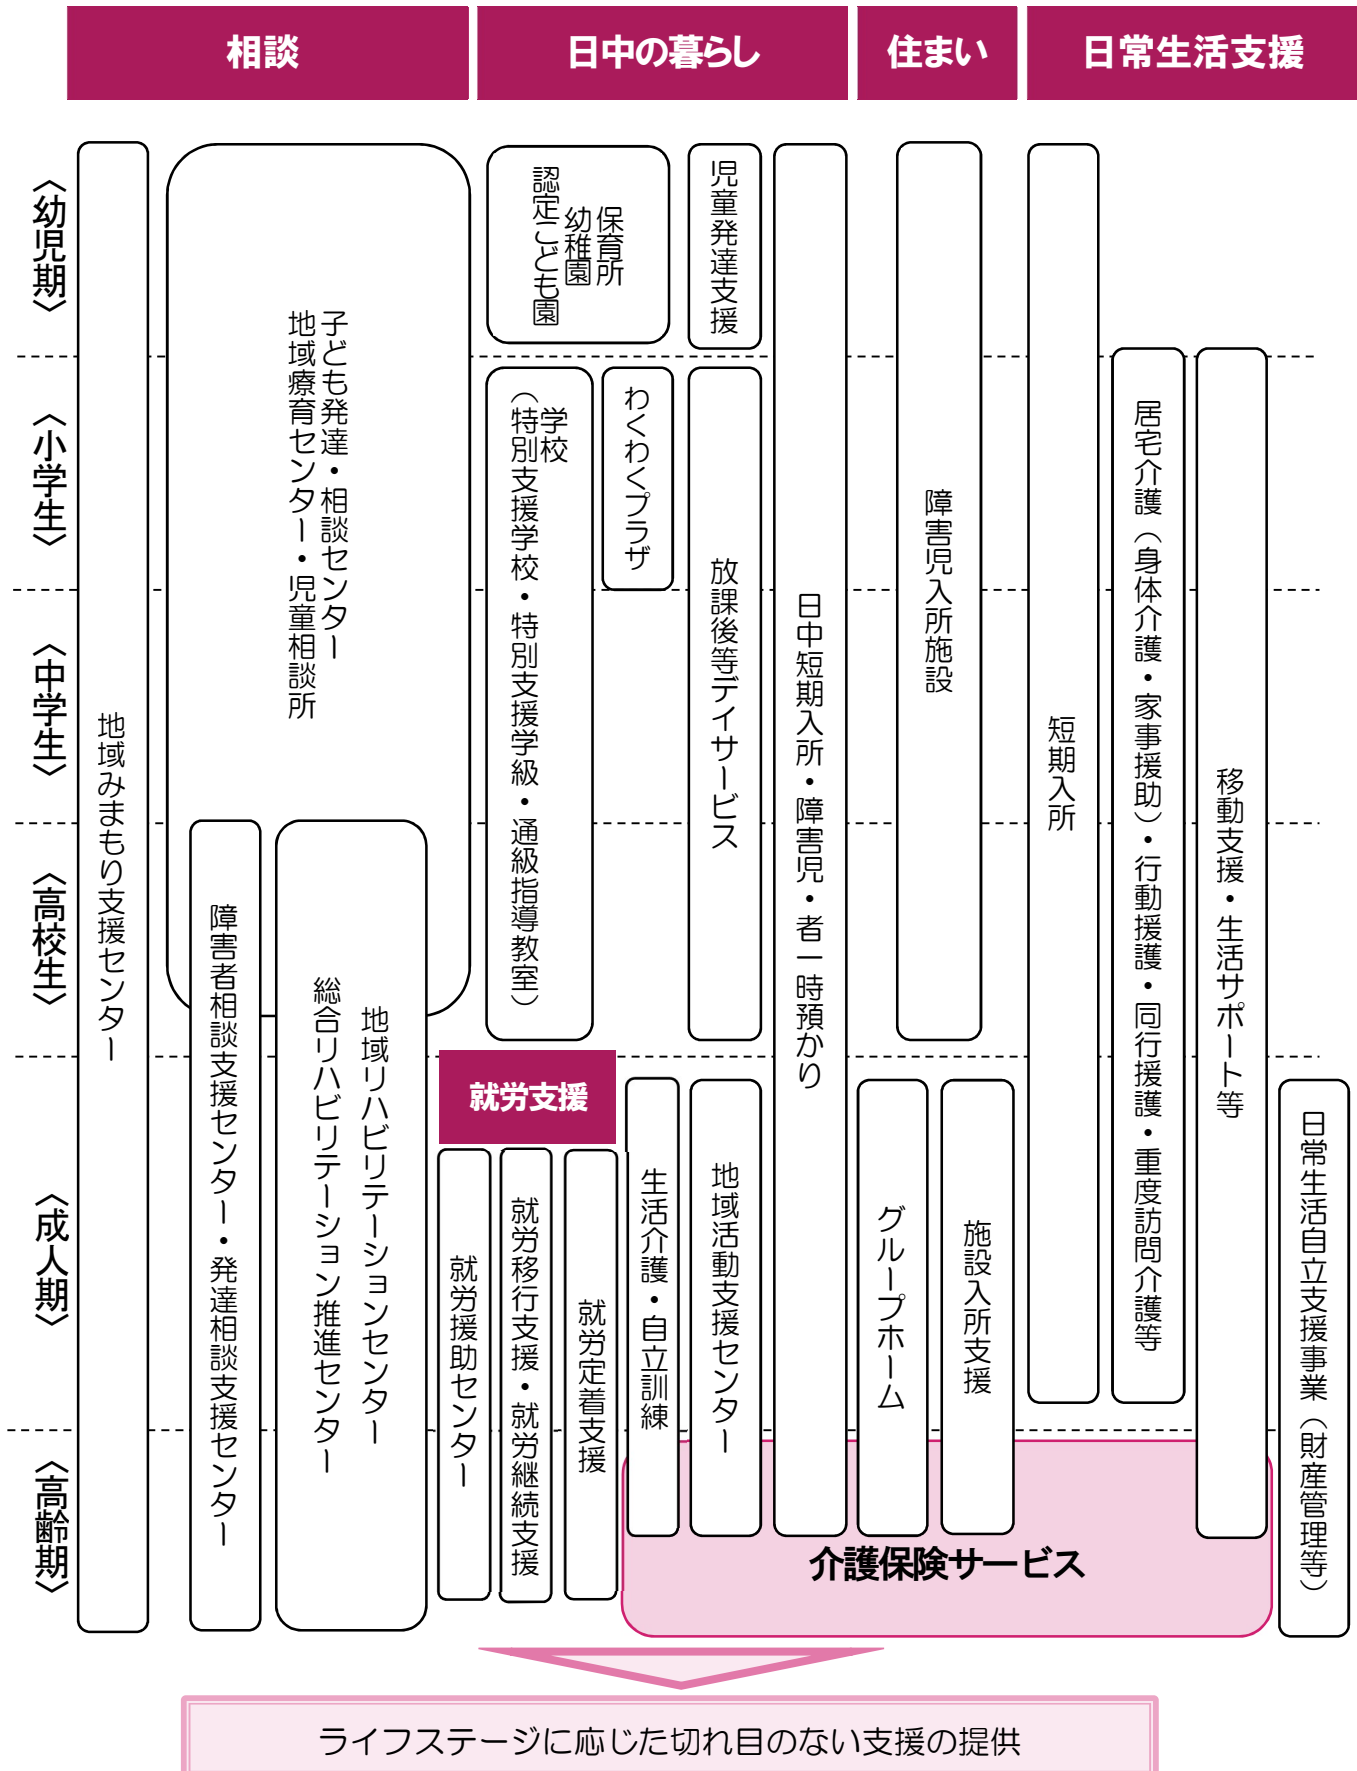 相談
日中の暮らし
住まい
日常生活支援
〈幼児期〉
〈小学生〉
〈中学生〉
〈高校生〉
〈成人期〉
〈高齢期〉
地域みまもり支援センター
子ども発達・相談センター
地域療育センター・児童相談所
障害者相談支援センター・発達相談支援センター
地域リハビリテーションセンター
総合リハビリテーション推進センター
保育所
幼稚園
認定こども園
児童発達支援
学校
（特別支援学校・特別支援学級・通級指導教室）
わくわくプラザ
放課後等デイサービス
日中短期入所・障害児・者一時預かり
就労支援
就労援助センター
就労移行支援・就労継続支援
就労定着支援
生活介護・自立訓練
地域活動支援センター
障害児入所施設
グループホーム
施設入所支援
短期入所
居宅介護（身体介護・家事援助）・行動援護・同行援護・重度訪問介護等
移動支援・生活サポート等
日常生活自立支援事業（財産管理等）
介護保険サービス
ライフステージに応じた切れ目のない支援の提供